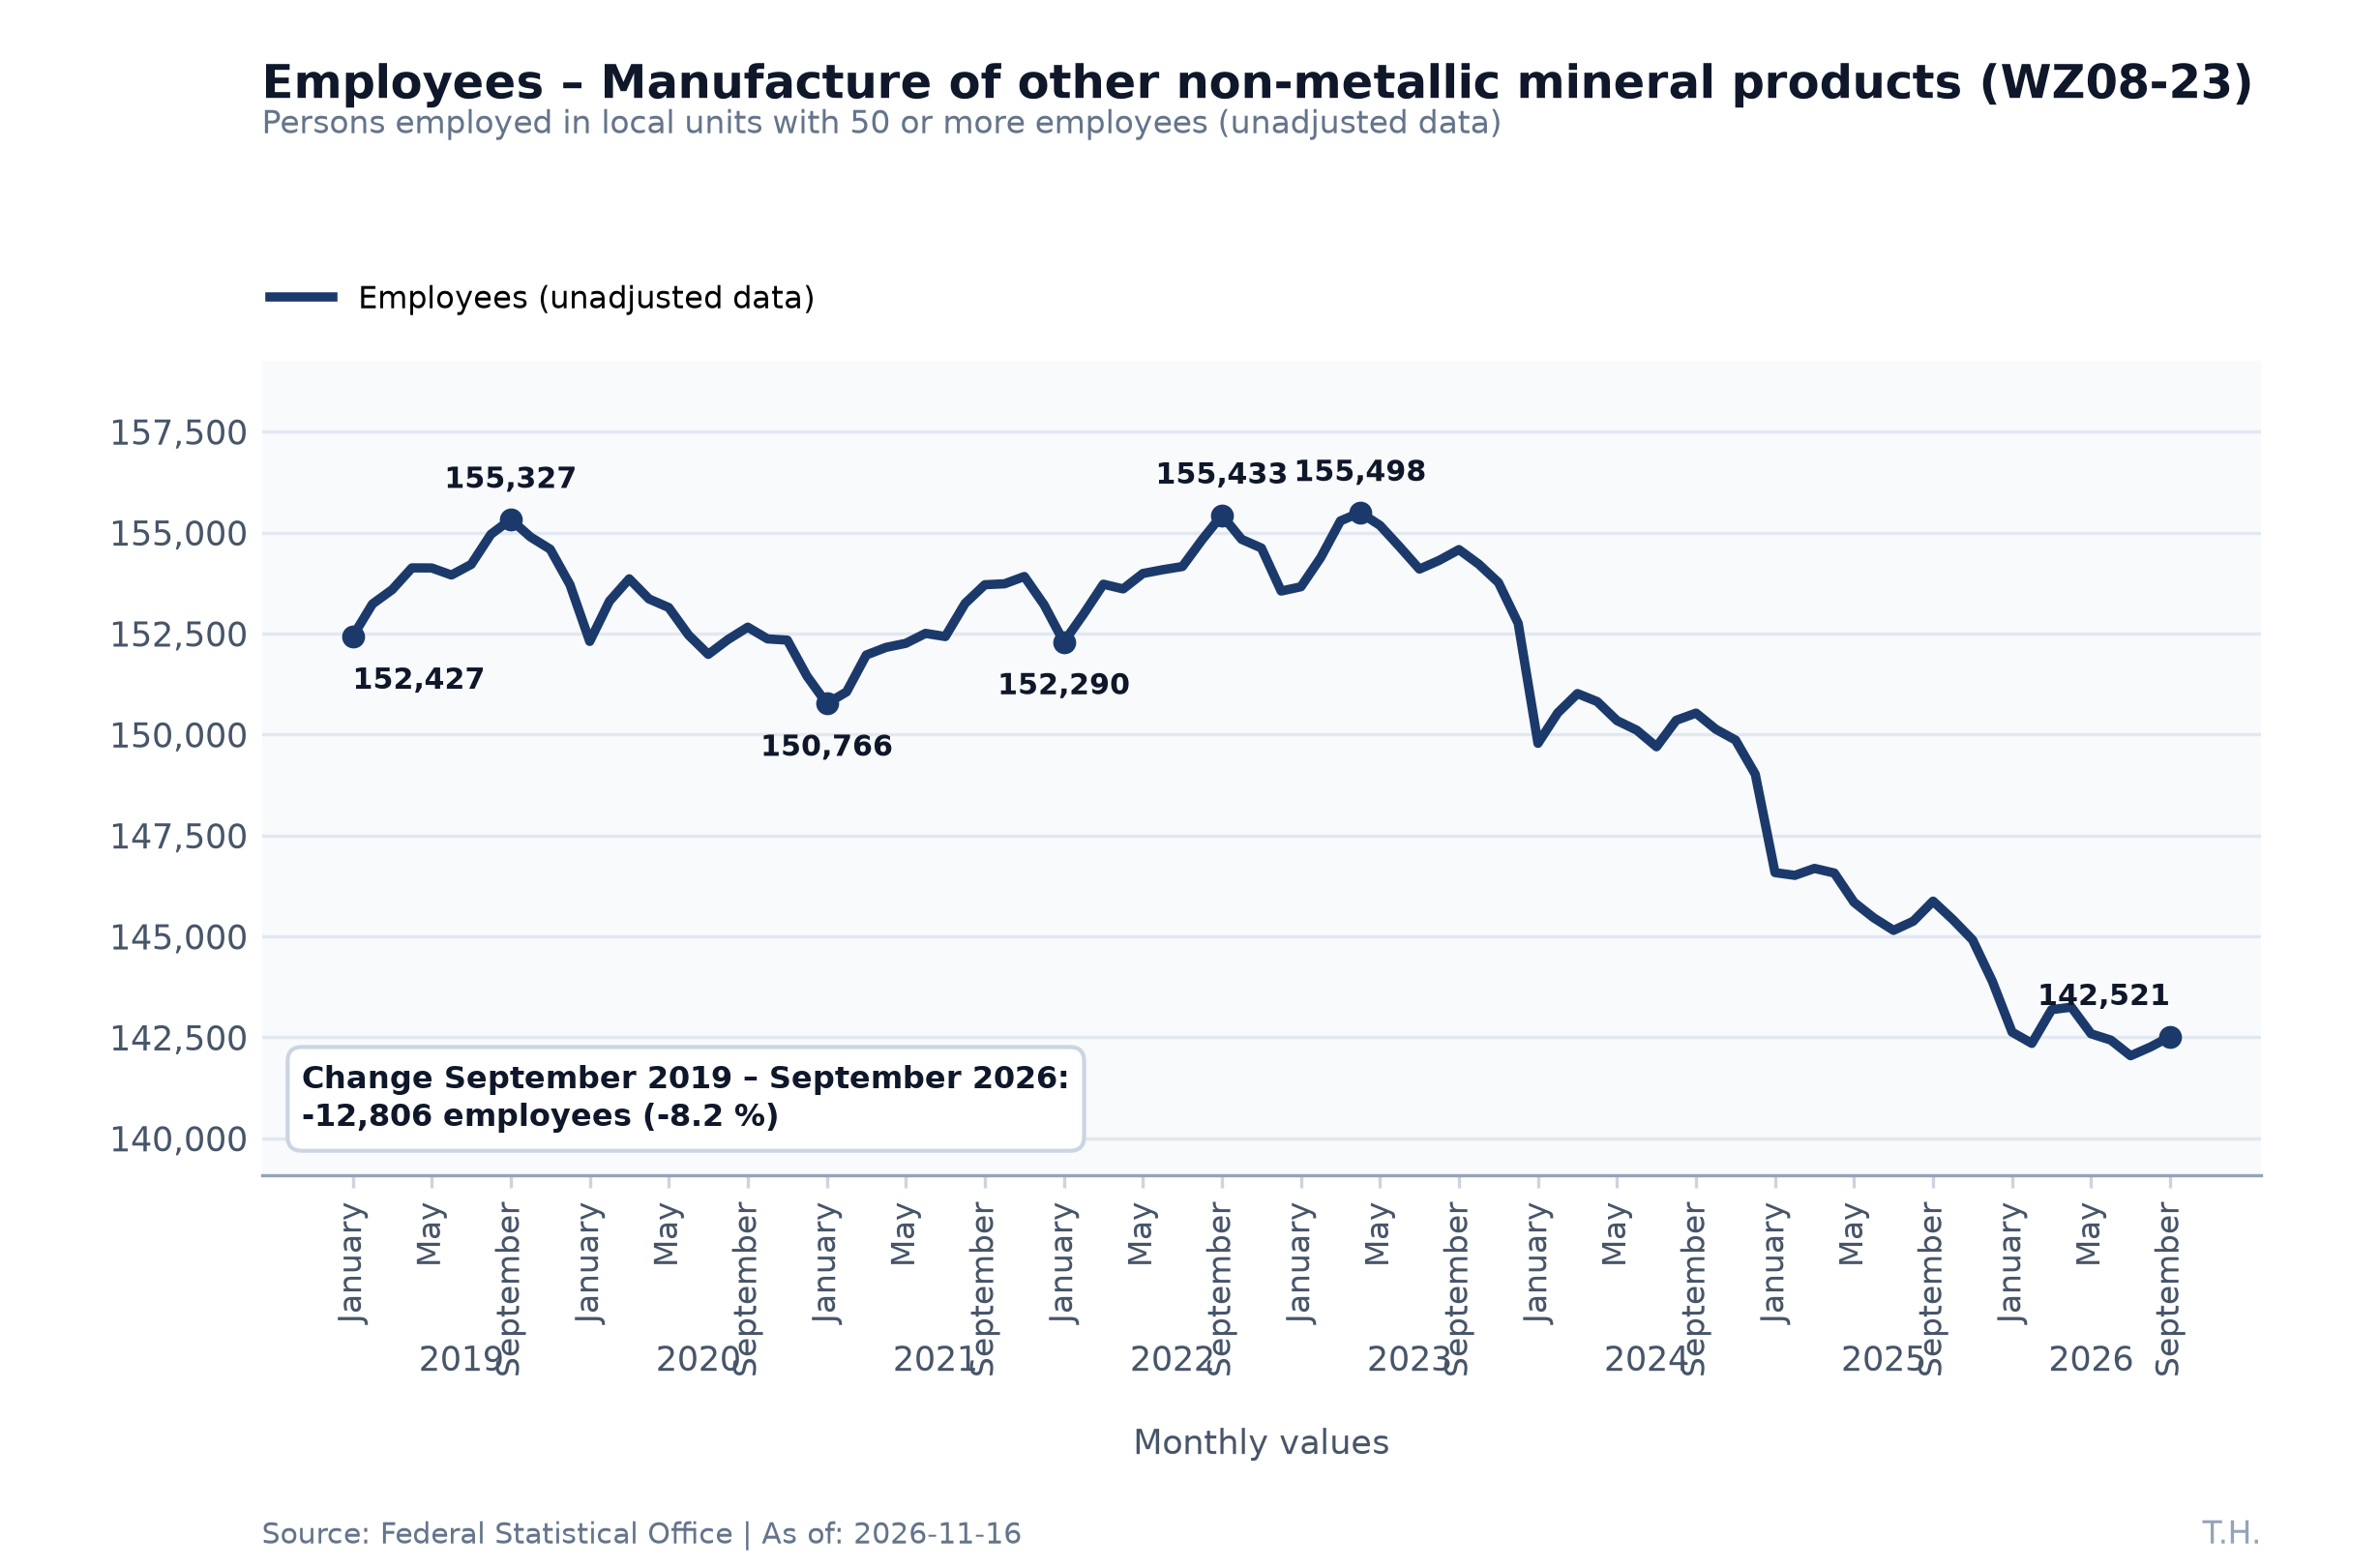 Employees – Manufacture of other non-metallic mineral products (WZ08-23)
Persons employed in local units with 50 or more employees (unadjusted data)
Employees (unadjusted data)
157,500
155,000
152,500
150,000
147,500
145,000
142,500
140,000
155,327
152,427
150,766
152,290
155,433
155,498
142,521
Change September 2019 – September 2026:
-12,806 employees (-8.2 %)
January
May
September
January
May
September
January
May
September
January
May
September
January
May
September
January
May
September
January
May
September
January
May
September
2019
2020
2021
2022
2023
2024
2025
2026
Monthly values
Source: Federal Statistical Office | As of: 2026-11-16
T.H.